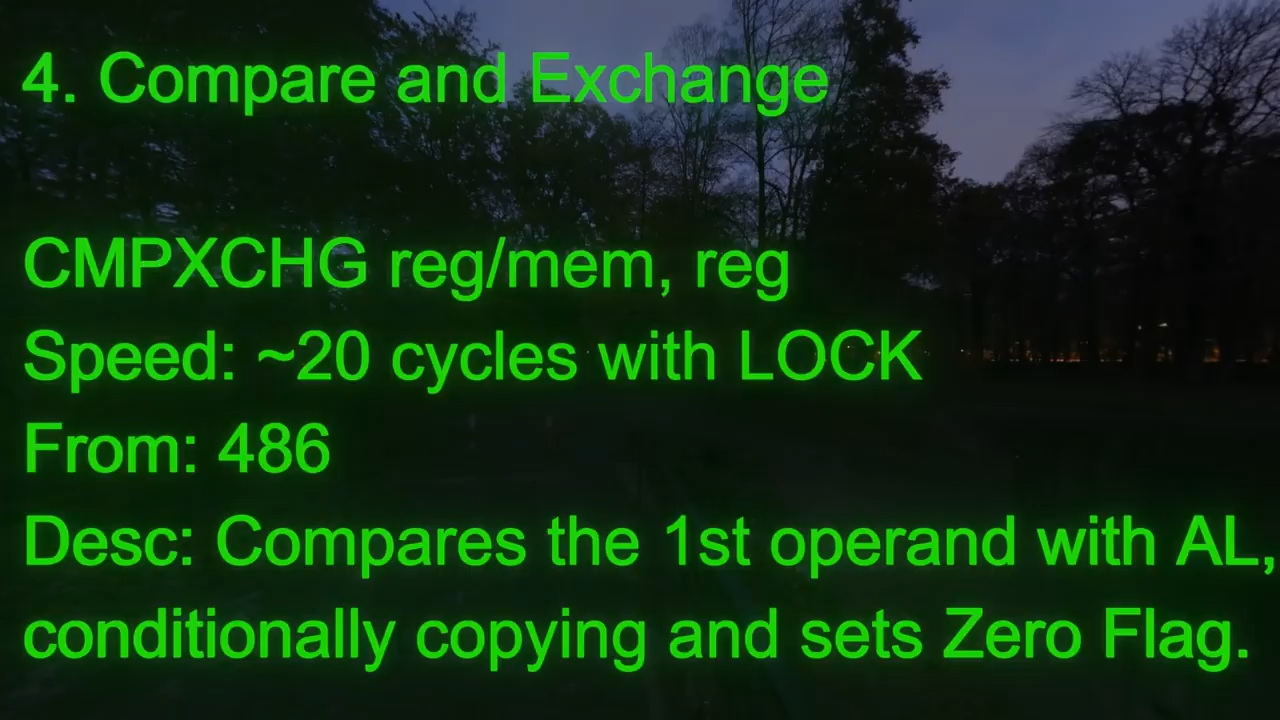 4. Compare and Exchange
CMPXCHG reg/mem, reg
Speed: ~20 cycles with LOCK
From: 486
Desc: Compares the 1st operand with AL,
conditionally copying and sets Zero Flag.